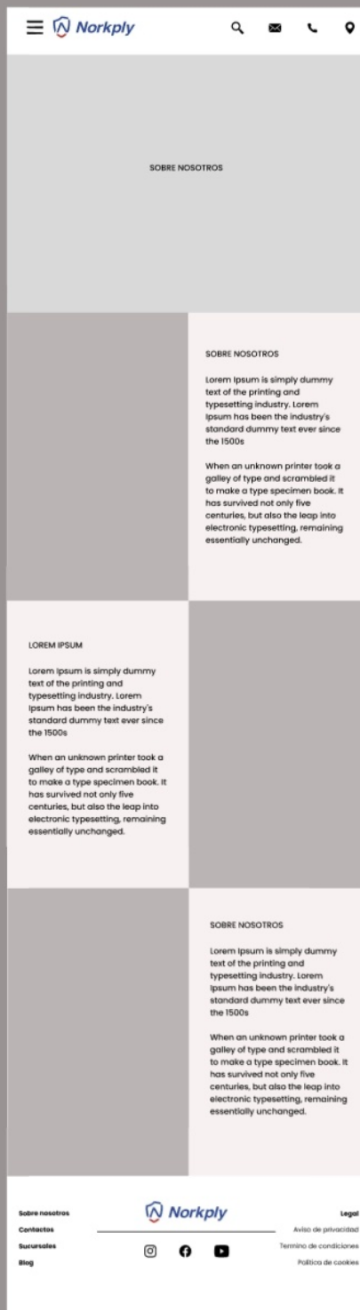 Norkply
SOBRE NOSOTROS
SOBRE NOSOTROS
Lorem Ipsum is simply dummy
text of the printing and
typesetting industry. Lorem
Ipsum has been the industry's
standard dummy text ever since
the 1500s
When an unknown printer took a
galley of type and scrambled it
to make a type specimen book. It
has survived not only five
centuries, but also the leap into
electronic typesetting, remaining
essentially unchanged.
LOREM IPSUM
Lorem Ipsum is simply dummy
text of the printing and
typesetting industry. Lorem
Ipsum has been the industry's
standard dummy text ever since
the 1500s
When an unknown printer took a
galley of type and scrambled it
to make a type specimen book. It
has survived not only five
centuries, but also the leap into
electronic typesetting, remaining
essentially unchanged.
SOBRE NOSOTROS
Lorem Ipsum is simply dummy
text of the printing and
typesetting industry. Lorem
Ipsum has been the industry's
standard dummy text ever since
the 1500s
When an unknown printer took a
galley of type and scrambled it
to make a type specimen book. It
has survived not only five
centuries, but also the leap into
electronic typesetting, remaining
essentially unchanged.
Sobre nosotros
Contactos
Sucursales
Blog
Norkply
Legal
Aviso de privacidad
Termino de condiciones
Politica de cookies